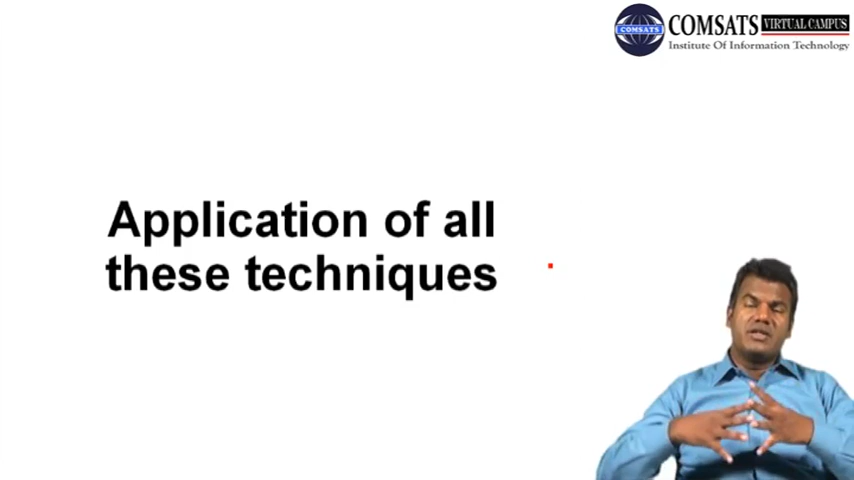 COMSATS VIRTUAL CAMPUS
COMSATS
Institute Of Information Technology
Application of all
these techniques